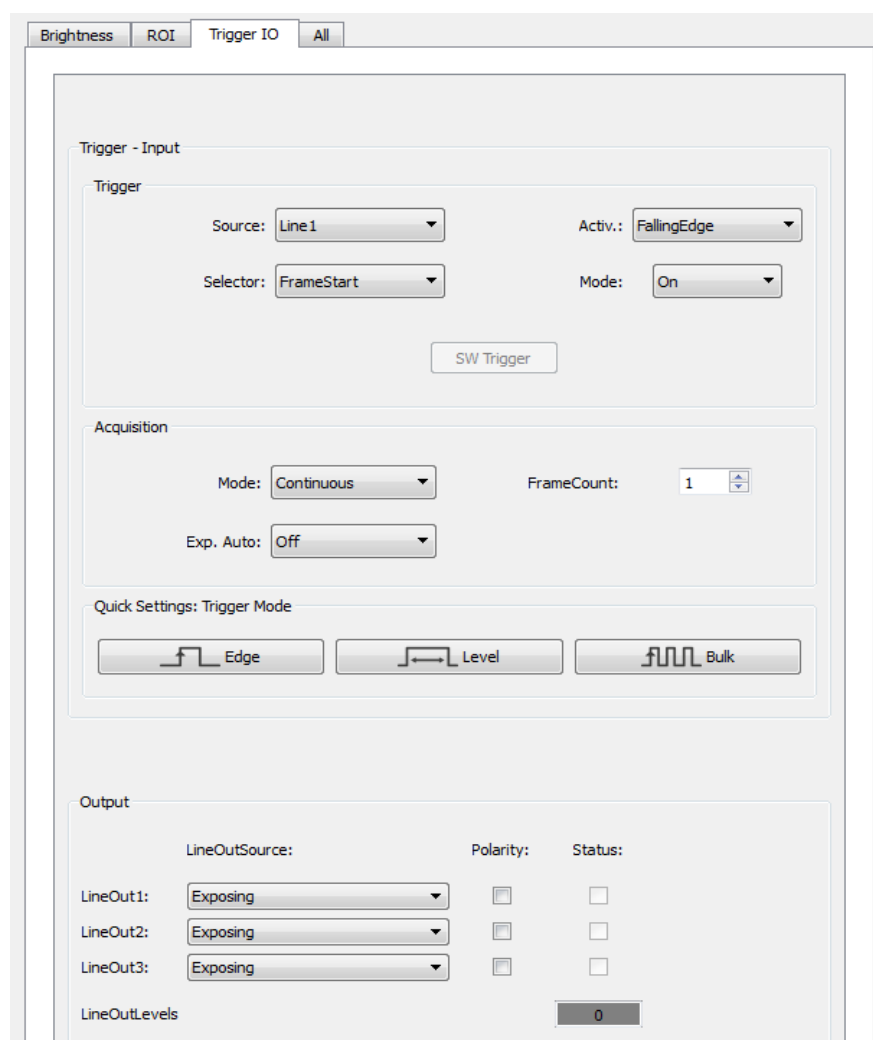 Brightness ROI Trigger IO All
Trigger - Input
Trigger
Source: Line1 Activ.: FallingEdge
Selector: FrameStart Mode: On
SW Trigger
Acquisition
Mode: Continuous FrameCount: 1
Exp. Auto: Off
Quick Settings: Trigger Mode
Edge Level Bulk
Output
LineOutSource: Polarity: Status:
LineOut1: Exposing
LineOut2: Exposing
LineOut3: Exposing
LineOutLevels 0